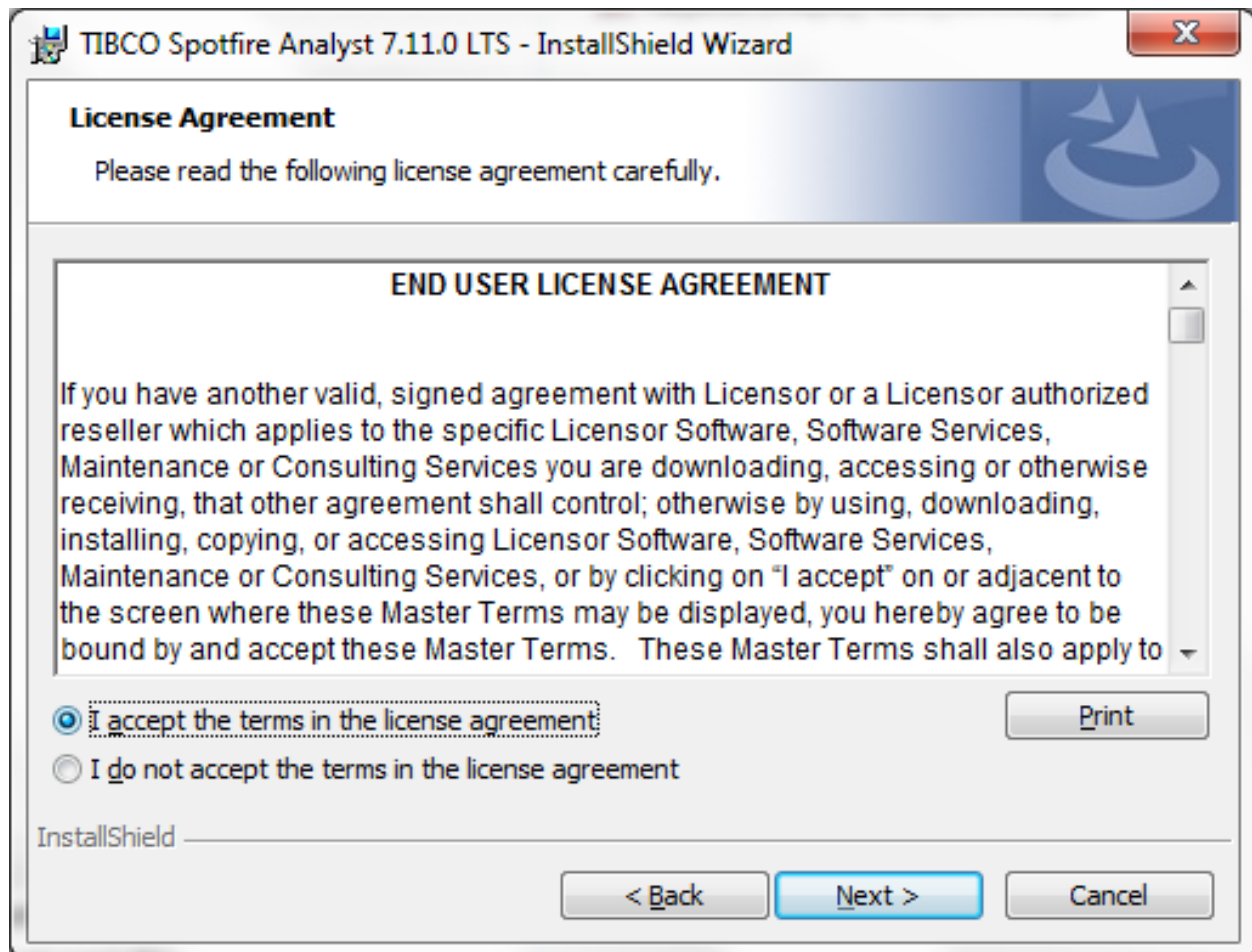 TIBCO Spotfire Analyst 7.11.0 LTS - InstallShield Wizard
License Agreement
Please read the following license agreement carefully.
END USER LICENSE AGREEMENT
If you have another valid, signed agreement with Licensor or a Licensor authorized
reseller which applies to the specific Licensor Software, Software Services,
Maintenance or Consulting Services you are downloading, accessing or otherwise
receiving, that other agreement shall control; otherwise by using, downloading,
installing, copying, or accessing Licensor Software, Software Services,
Maintenance or Consulting Services, or by clicking on “I accept” on or adjacent to
the screen where these Master Terms may be displayed, you hereby agree to be
bound by and accept these Master Terms.   These Master Terms shall also apply to
I accept the terms in the license agreement
Print
I do not accept the terms in the license agreement
InstallShield
< Back
Next >
Cancel